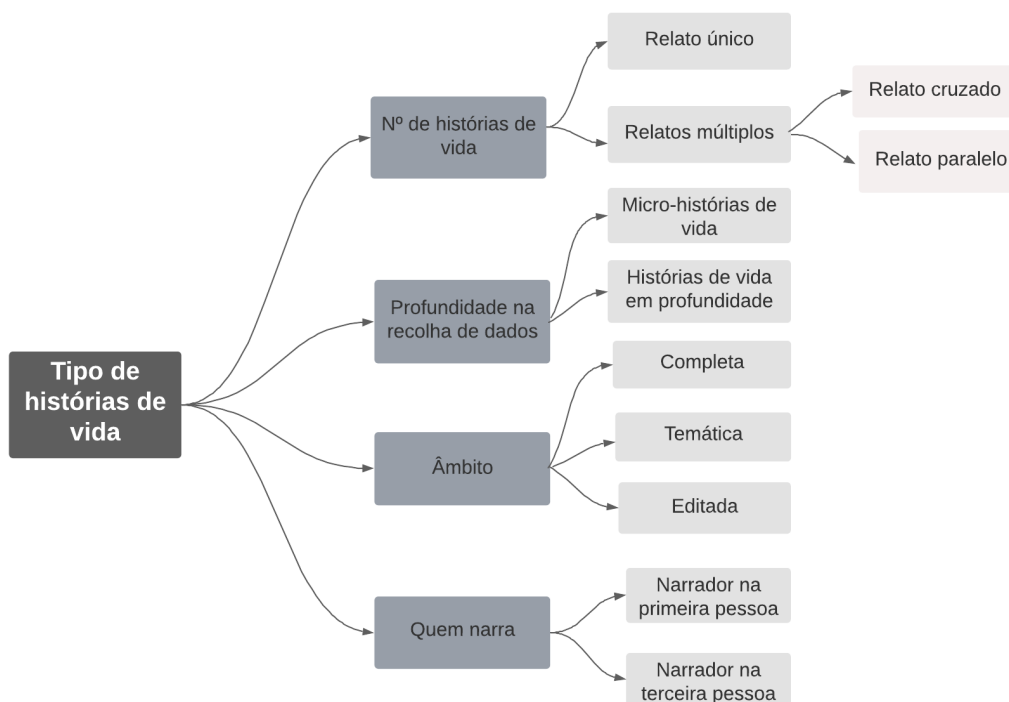 Tipo de
histórias de
vida
Nº de histórias de
vida
Relato único
Relatos múltiplos
Relato cruzado
Relato paralelo
Profundidade na
recolha de dados
Micro-histórias de
vida
Histórias de vida
em profundidade
Âmbito
Completa
Temática
Editada
Quem narra
Narrador na
primeira pessoa
Narrador na
terceira pessoa